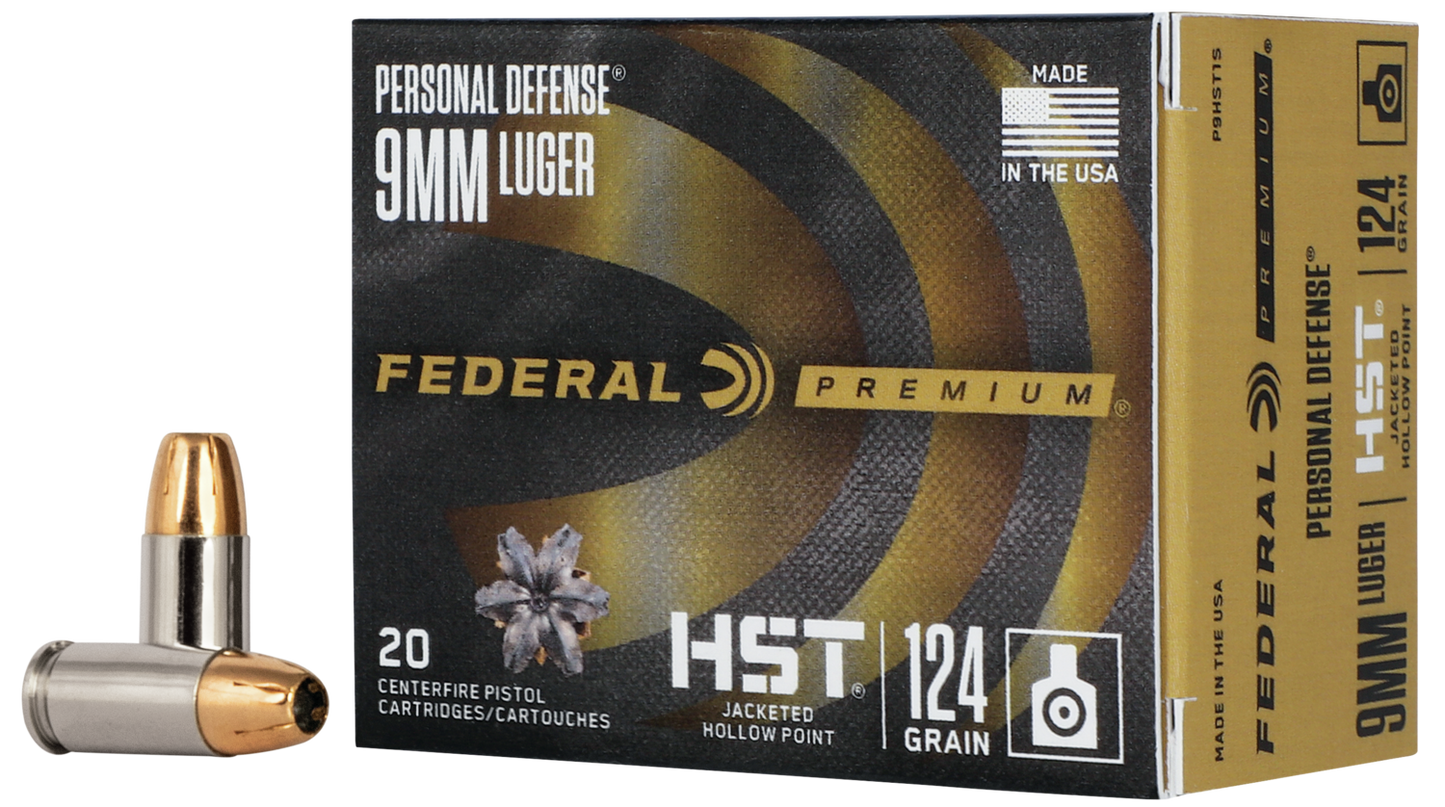 PERSONAL DEFENSE®
9MM LUGER
MADE
IN THE USA
FEDERAL PREMIUM®
20
CENTERFIRE PISTOL
CARTRIDGES/CARTOUCHES
HST®
JACKETED
HOLLOW POINT
124
GRAIN
P9HST1S
MADE IN THE USA
FEDERAL PREMIUM®
PERSONAL DEFENSE®
9MM LUGER | HST® JACKETED HOLLOW POINT | 124 GRAIN